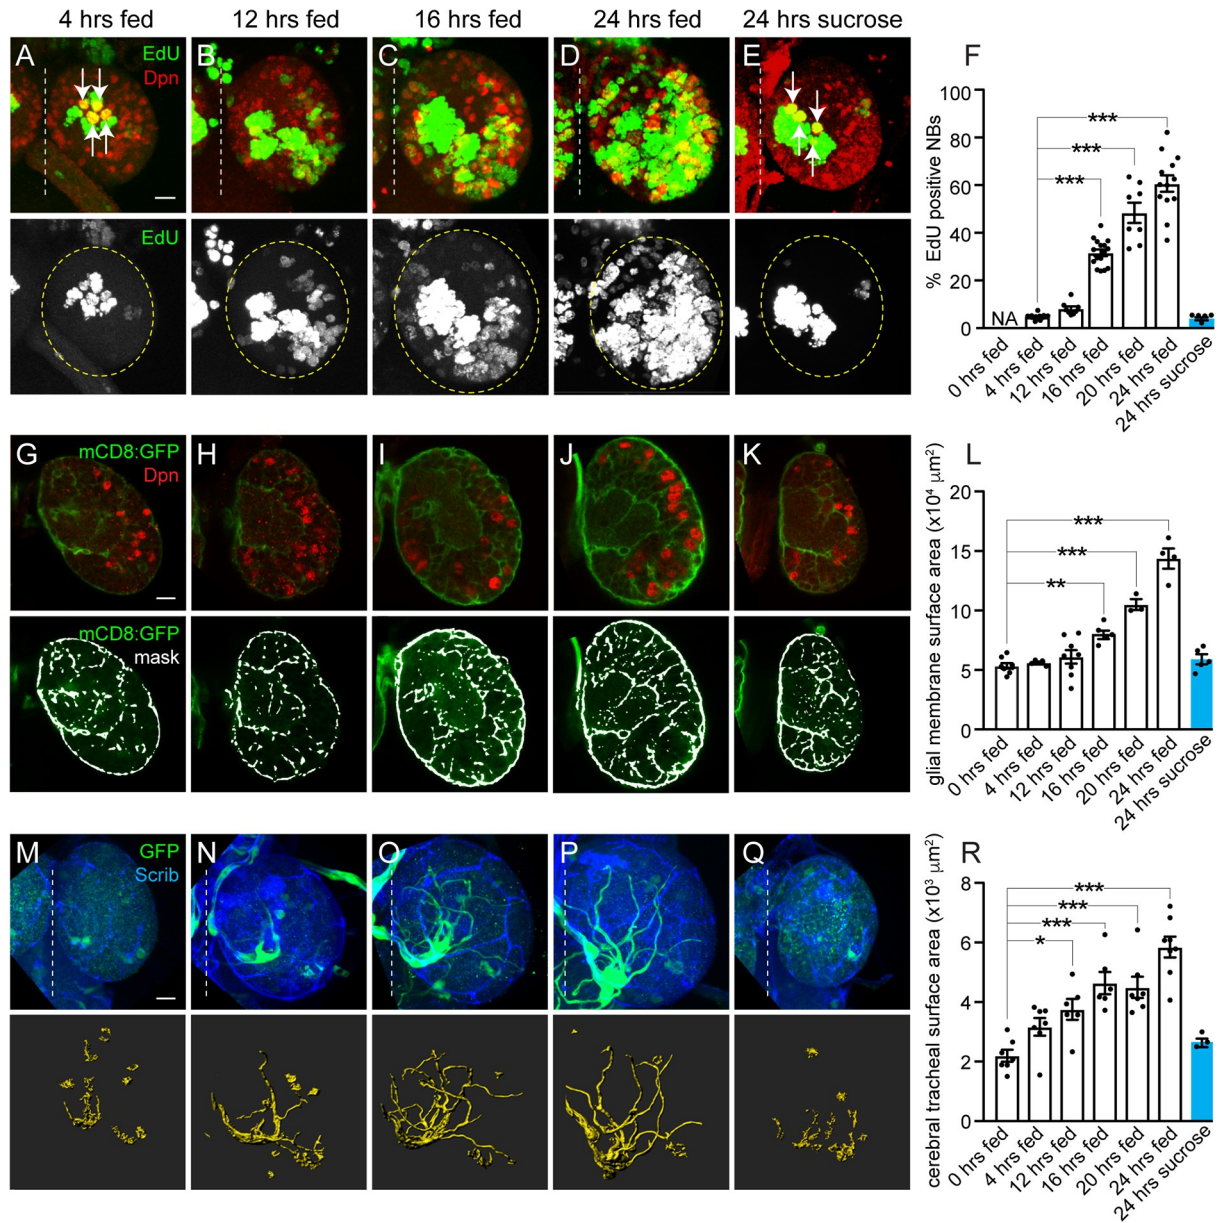 4 hrs fed
12 hrs fed
16 hrs fed
24 hrs fed
24 hrs sucrose
A
EdU
Dpn
B
C
D
E
EdU
F
% EdU positive NBs
100
80
60
40
20
0
***
***
***
NA
0 hrs fed
4 hrs fed
12 hrs fed
16 hrs fed
20 hrs fed
24 hrs fed
24 hrs sucrose
G
mCD8:GFP
Dpn
H
I
J
K
mCD8:GFP
mask
L
glial membrane surface area (x10⁴ µm²)
20
15
10
5
0
***
***
**
0 hrs fed
4 hrs fed
12 hrs fed
16 hrs fed
20 hrs fed
24 hrs fed
24 hrs sucrose
M
GFP
Scrib
N
O
P
Q
R
cerebral tracheal surface area (x10³ µm²)
8
6
4
2
0
***
***
***
*
0 hrs fed
4 hrs fed
12 hrs fed
16 hrs fed
20 hrs fed
24 hrs fed
24 hrs sucrose